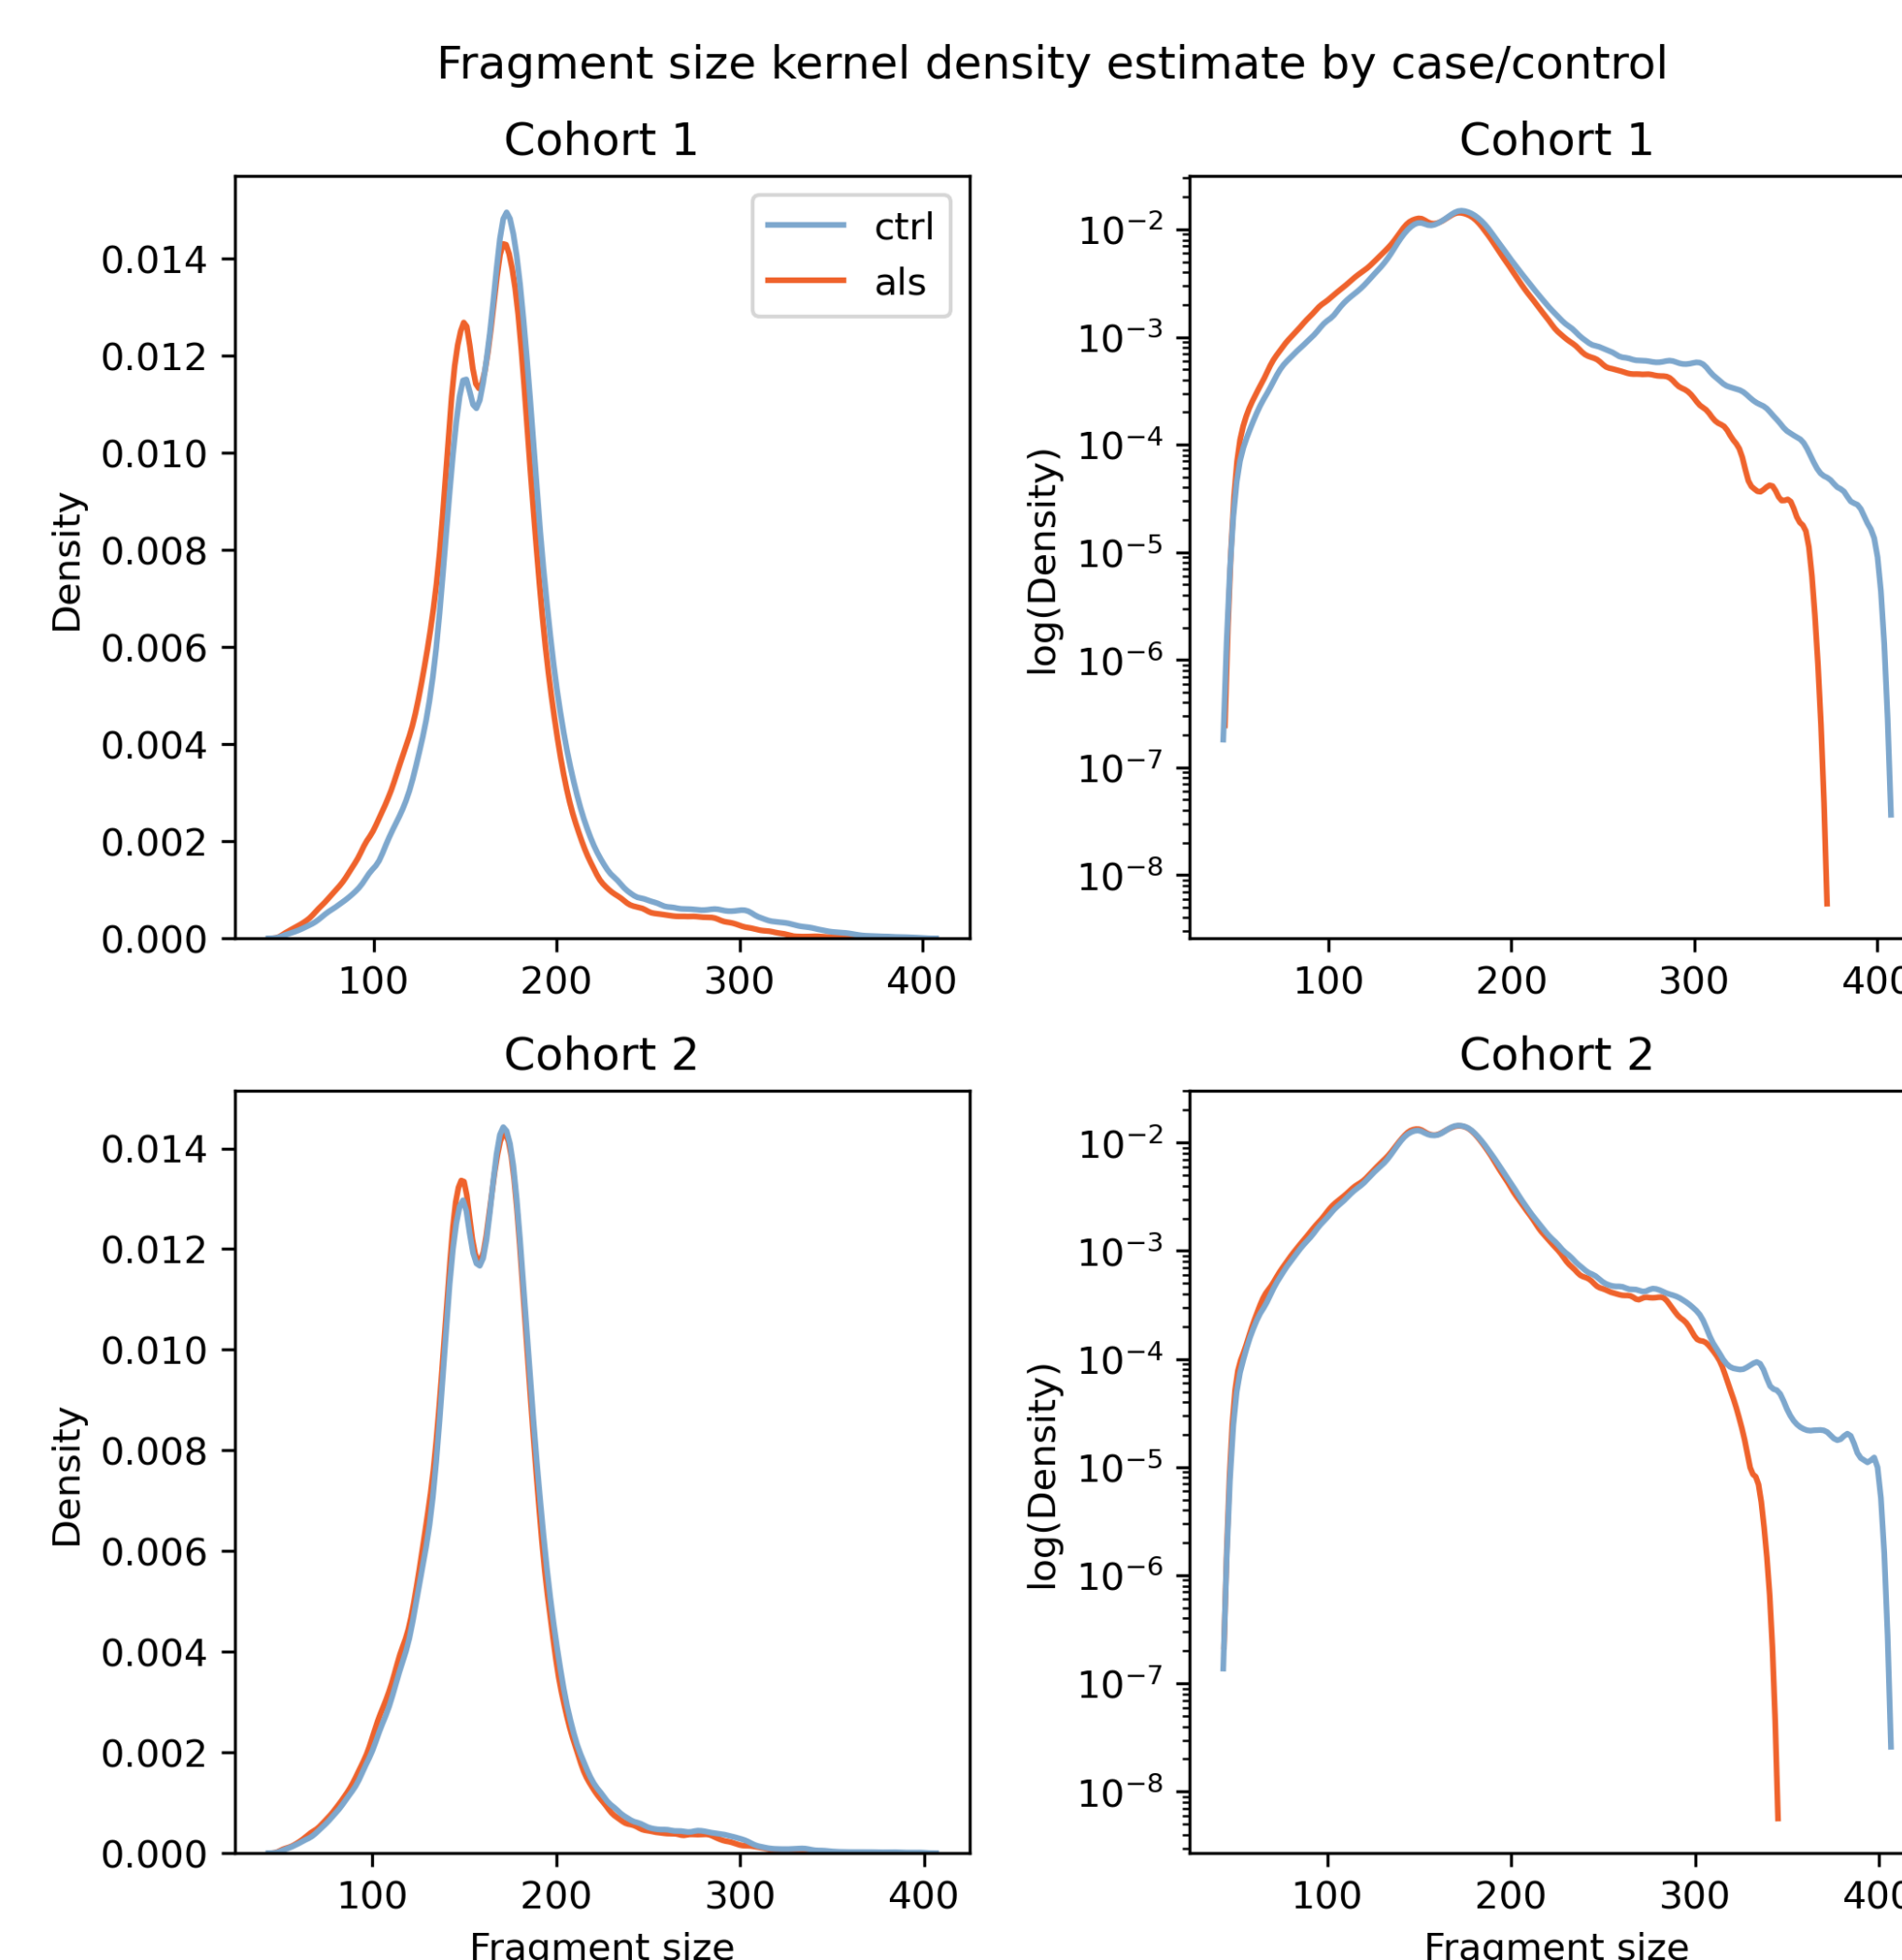 Fragment size kernel density estimate by case/control
Cohort 1
Cohort 1
ctrl
als
Density
0.014
0.012
0.010
0.008
0.006
0.004
0.002
0.000
100 200 300 400
log(Density)
10⁻²
10⁻³
10⁻⁴
10⁻⁵
10⁻⁶
10⁻⁷
10⁻⁸
100 200 300 400
Cohort 2
Cohort 2
Density
0.014
0.012
0.010
0.008
0.006
0.004
0.002
0.000
100 200 300 400
Fragment size
log(Density)
10⁻²
10⁻³
10⁻⁴
10⁻⁵
10⁻⁶
10⁻⁷
10⁻⁸
100 200 300 400
Fragment size